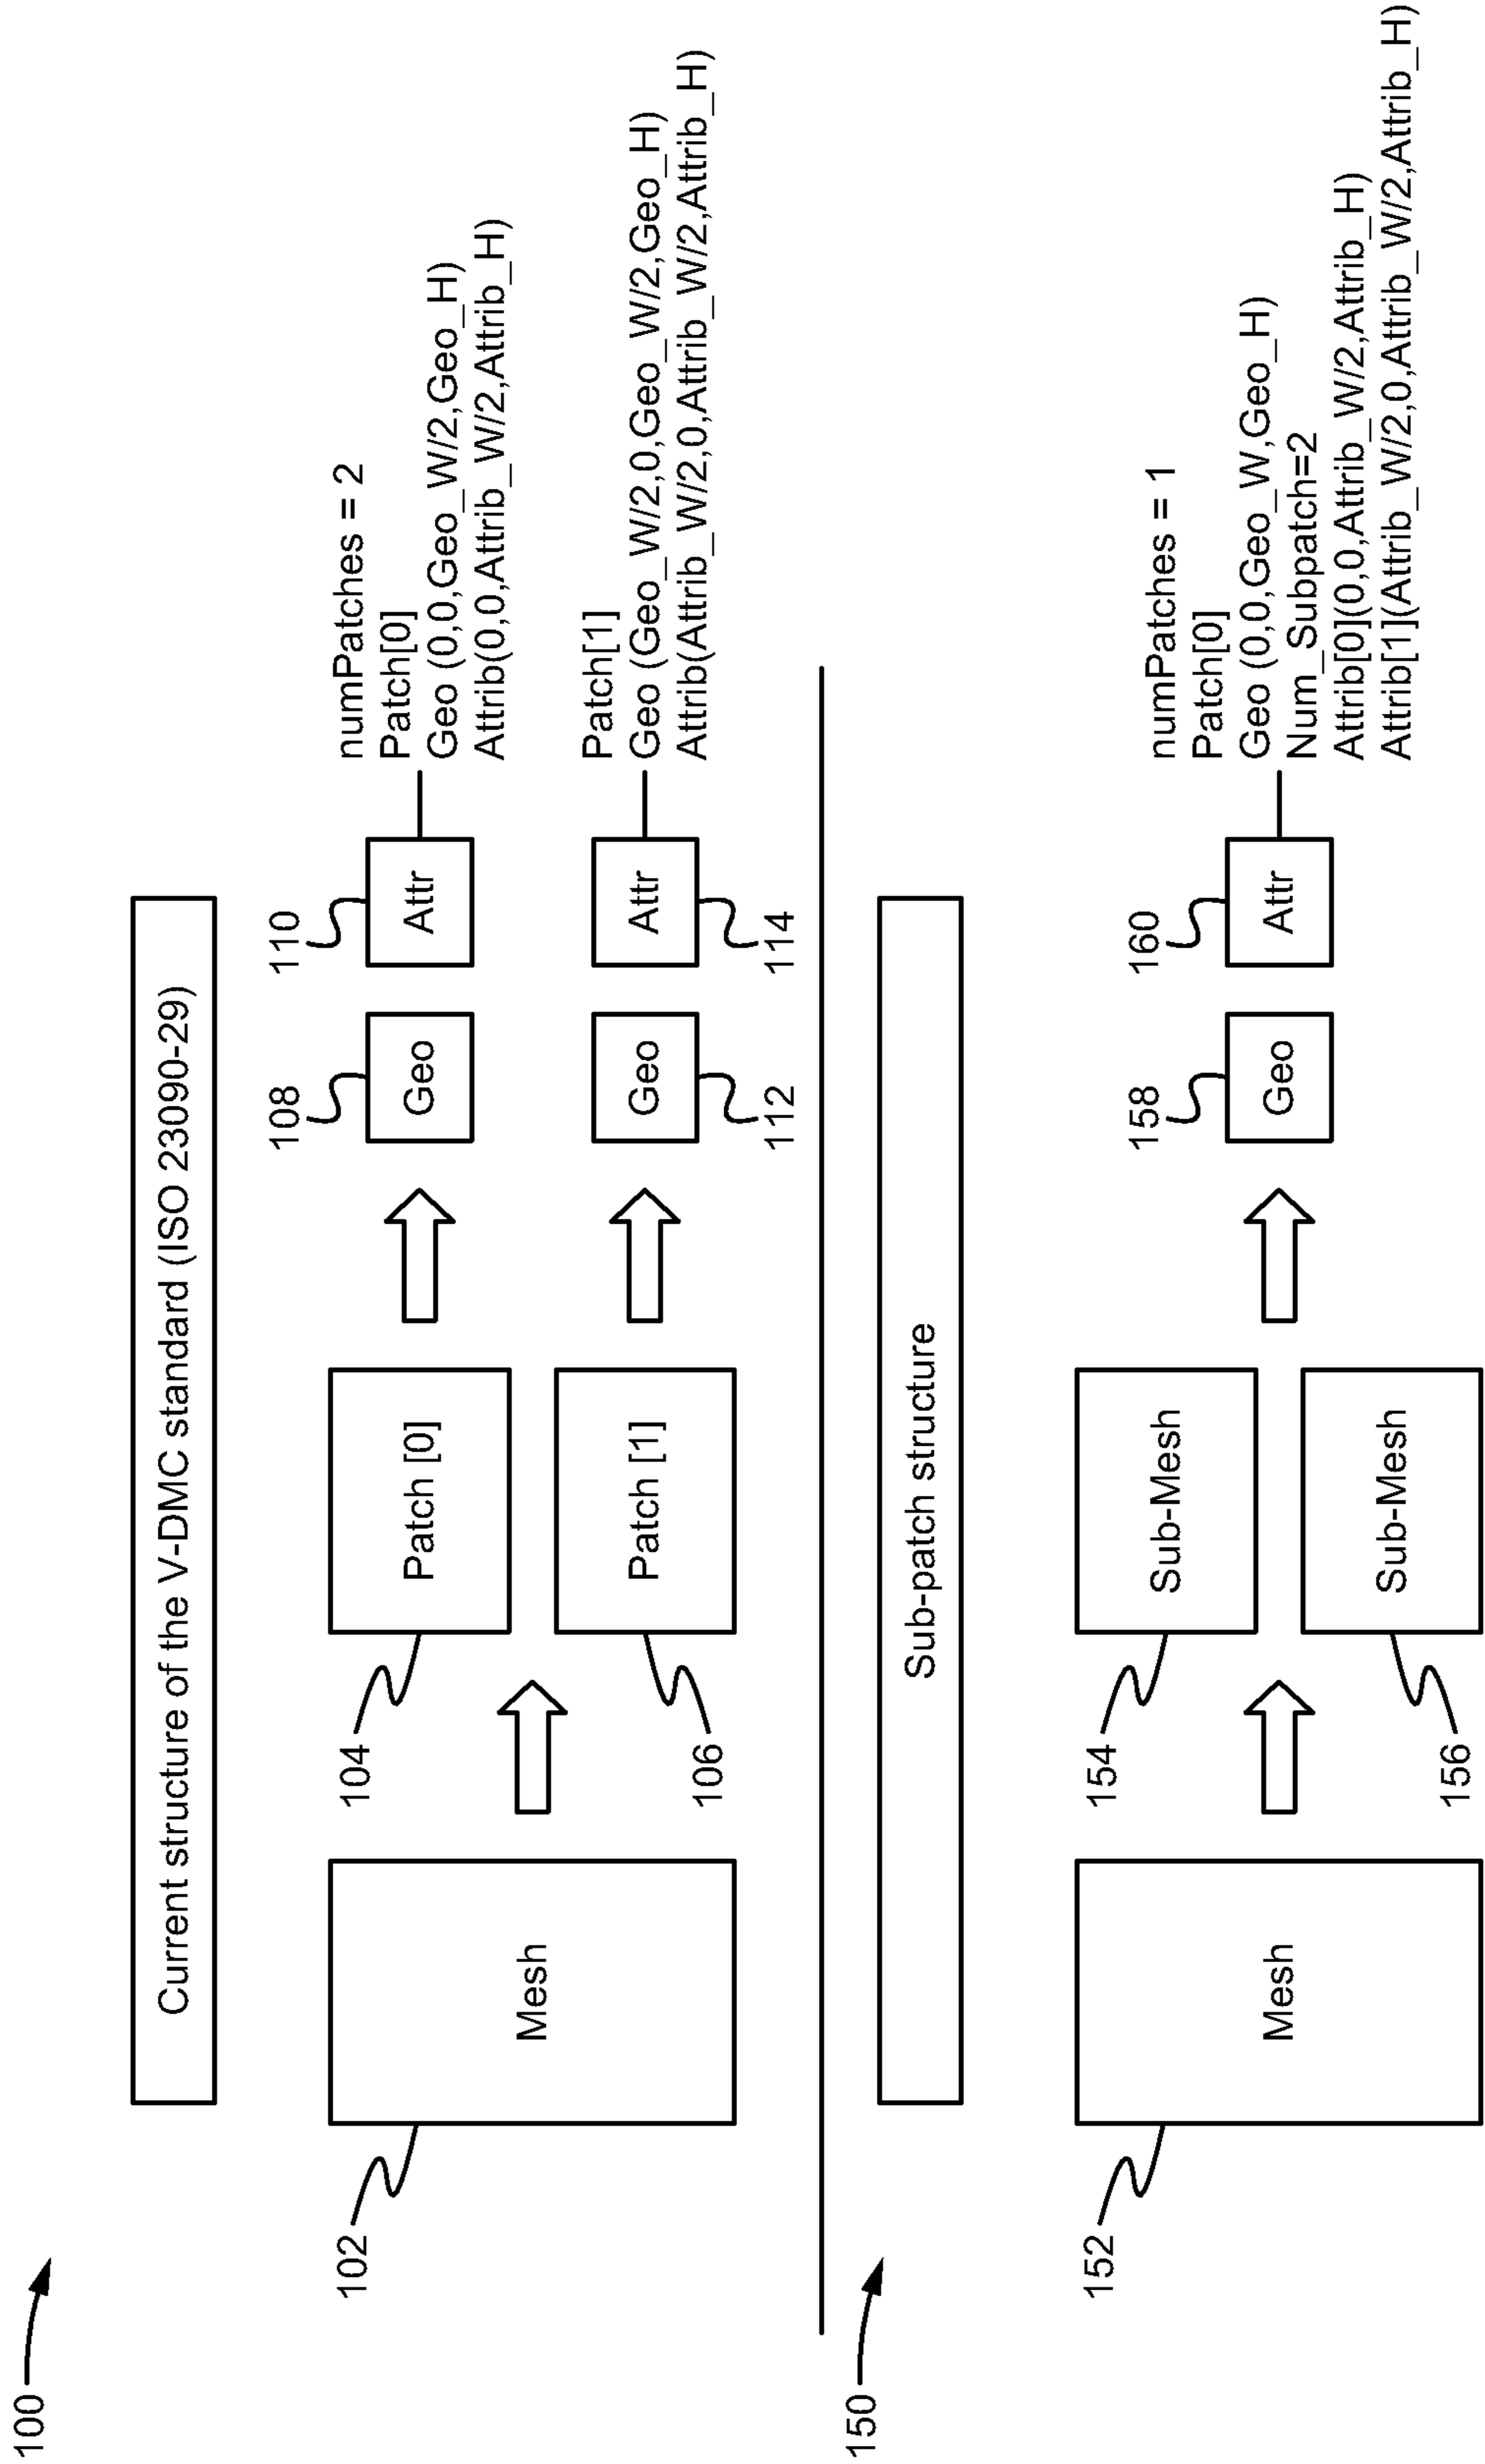 100
Current structure of the V-DMC standard (ISO 23090-29)
102
Mesh
104
Patch [0]
106
Patch [1]
108
Geo
110
Attr
112
Geo
114
Attr
numPatches = 2
Patch[0]
Geo (0,0,Geo_W/2,Geo_H)
Attrib(0,0,Attrib_W/2,Attrib_H)
Patch[1]
Geo (Geo_W/2,0,Geo_W/2,Geo_H)
Attrib(Attrib_W/2,0,Attrib_W/2,Attrib_H)
150
Sub-patch structure
152
Mesh
154
Sub-Mesh
156
Sub-Mesh
158
Geo
160
Attr
numPatches = 1
Patch[0]
Geo (0,0,Geo_W,Geo_H)
Num_Subpatch=2
Attrib[0](0,0,Attrib_W/2,Attrib_H)
Attrib[1](Attrib_W/2,0,Attrib_W/2,Attrib_H)